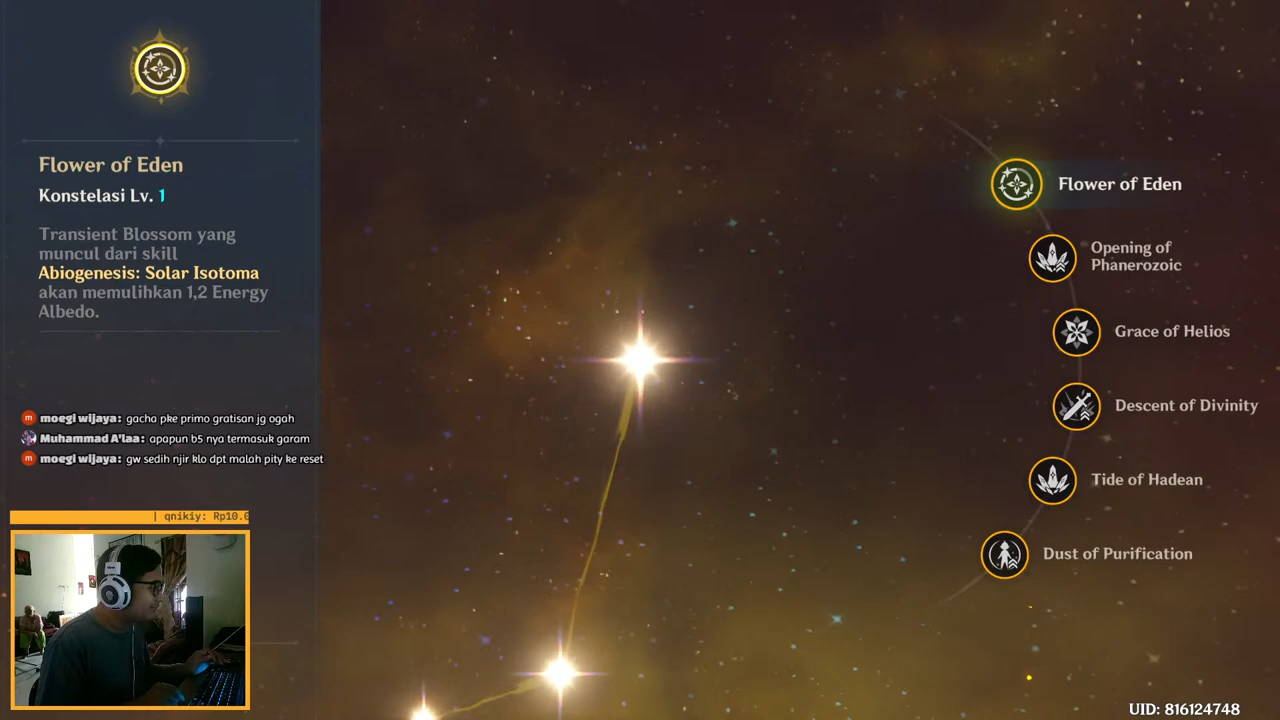 Flower of Eden
Konstelasi Lv. 1
Transient Blossom yang
muncul dari skill
Abiogenesis: Solar Isotoma
akan memulihkan 1,2 Energy
Albedo.
moegi wijaya: gacha pke primo gratisan jg ogah
Muhammad A'laa: apapun b5 nya termasuk garam
moegi wijaya: gw sedih njir klo dpt malah pity ke reset
| qnikiy: Rp10.0
Flower of Eden
Opening of
Phanerozoic
Grace of Helios
Descent of Divinity
Tide of Hadean
Dust of Purification
UID: 816124748